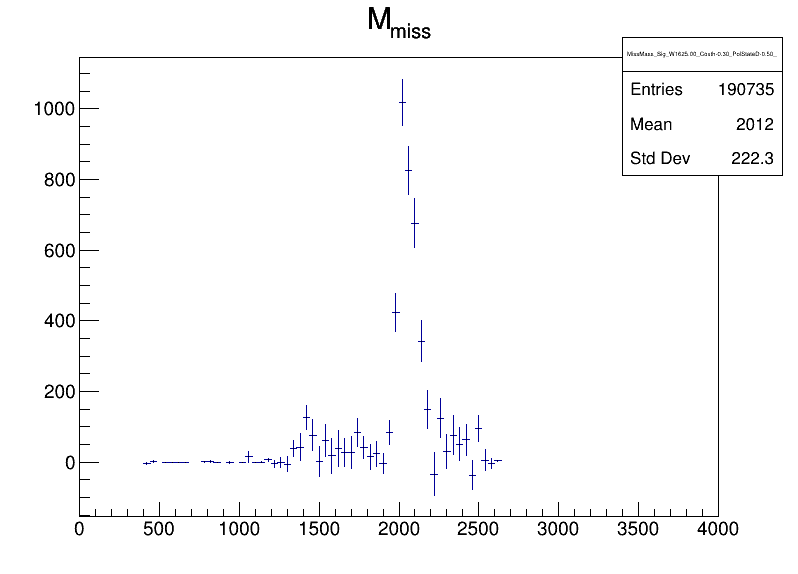 M_miss
MissMass_Sig_W1625.00_Costh-0.30_PolStateD-0.50_
Entries 190735
Mean 2012
Std Dev 222.3
1000
800
600
400
200
0
0 500 1000 1500 2000 2500 3000 3500 4000